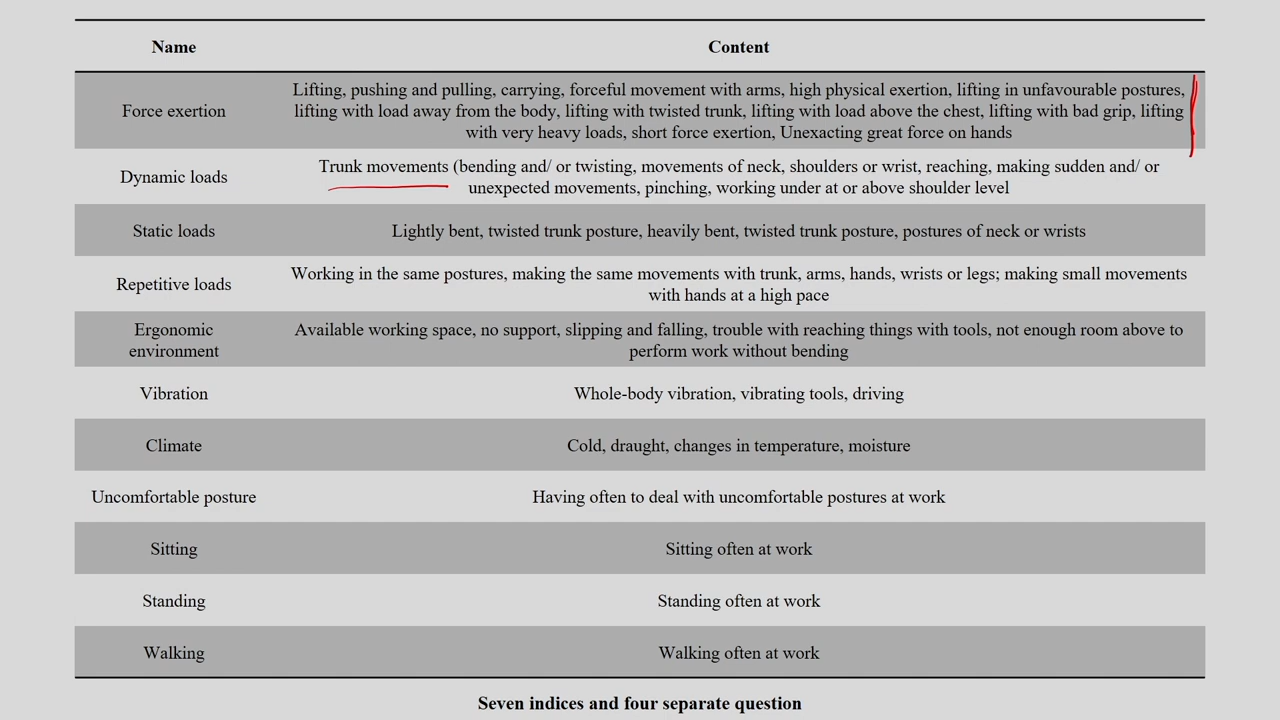 Name Content
Force exertion
Lifting, pushing and pulling, carrying, forceful movement with arms, high physical exertion, lifting in unfavourable postures,
lifting with load away from the body, lifting with twisted trunk, lifting with load above the chest, lifting with bad grip, lifting
with very heavy loads, short force exertion, Unexacting great force on hands
Dynamic loads
Trunk movements (bending and/ or twisting, movements of neck, shoulders or wrist, reaching, making sudden and/ or
unexpected movements, pinching, working under at or above shoulder level
Static loads Lightly bent, twisted trunk posture, heavily bent, twisted trunk posture, postures of neck or wrists
Repetitive loads
Working in the same postures, making the same movements with trunk, arms, hands, wrists or legs; making small movements
with hands at a high pace
Ergonomic
environment
Available working space, no support, slipping and falling, trouble with reaching things with tools, not enough room above to
perform work without bending
Vibration Whole-body vibration, vibrating tools, driving
Climate Cold, draught, changes in temperature, moisture
Uncomfortable posture Having often to deal with uncomfortable postures at work
Sitting Sitting often at work
Standing Standing often at work
Walking Walking often at work
Seven indices and four separate question